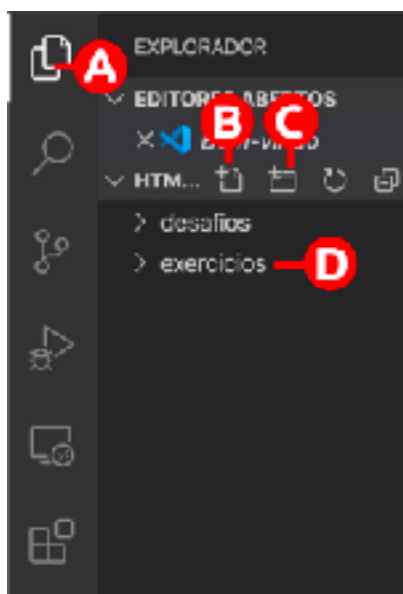 A
EXPLORADOR
EDITORES ABERTOS
B C
HTM...
desafios
exercicios D